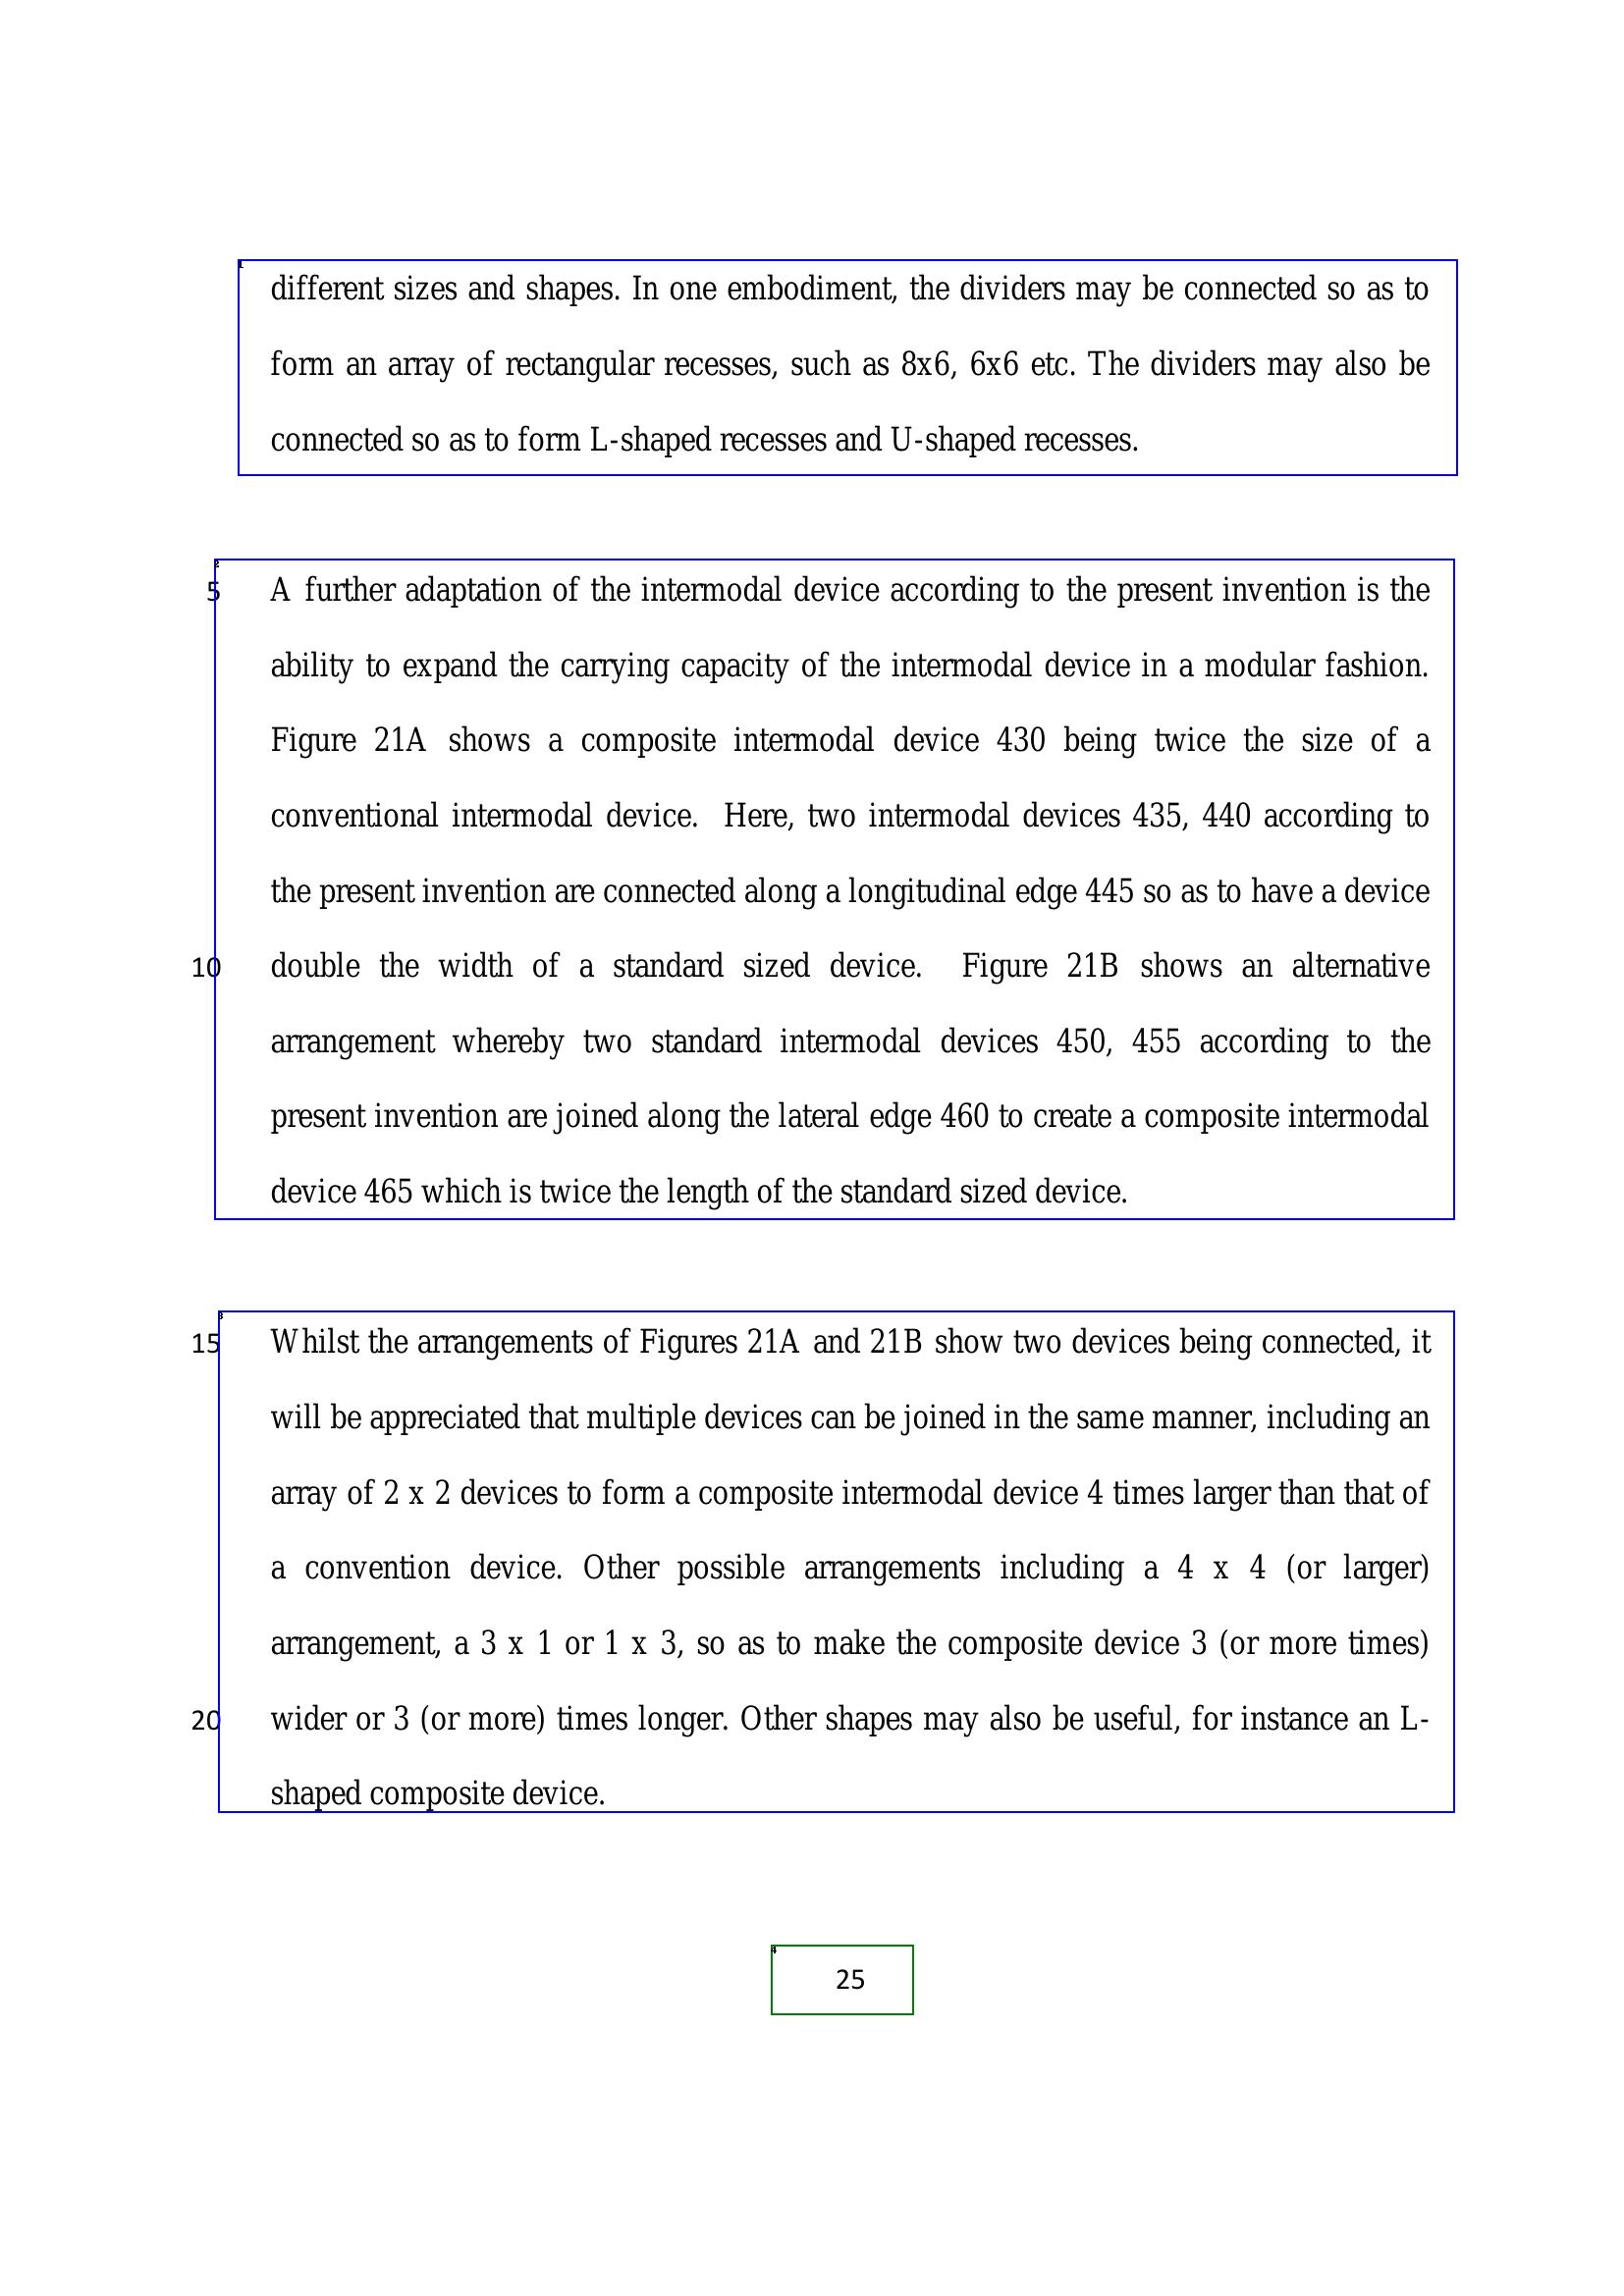 1
different sizes and shapes. In one embodiment, the dividers may be connected so as to
form an array of rectangular recesses, such as 8x6, 6x6 etc. The dividers may also be
connected so as to form L-shaped recesses and U-shaped recesses.
2
5 A further adaptation of the intermodal device according to the present invention is the
ability to expand the carrying capacity of the intermodal device in a modular fashion.
Figure 21A shows a composite intermodal device 430 being twice the size of a
conventional intermodal device. Here, two intermodal devices 435, 440 according to
the present invention are connected along a longitudinal edge 445 so as to have a device
10 double the width of a standard sized device. Figure 21B shows an alternative
arrangement whereby two standard intermodal devices 450, 455 according to the
present invention are joined along the lateral edge 460 to create a composite intermodal
device 465 which is twice the length of the standard sized device.
3
15 Whilst the arrangements of Figures 21A and 21B show two devices being connected, it
will be appreciated that multiple devices can be joined in the same manner, including an
array of 2 x 2 devices to form a composite intermodal device 4 times larger than that of
a convention device. Other possible arrangements including a 4 x 4 (or larger)
arrangement, a 3 x 1 or 1 x 3, so as to make the composite device 3 (or more times)
20 wider or 3 (or more) times longer. Other shapes may also be useful, for instance an L-
shaped composite device.
4
25